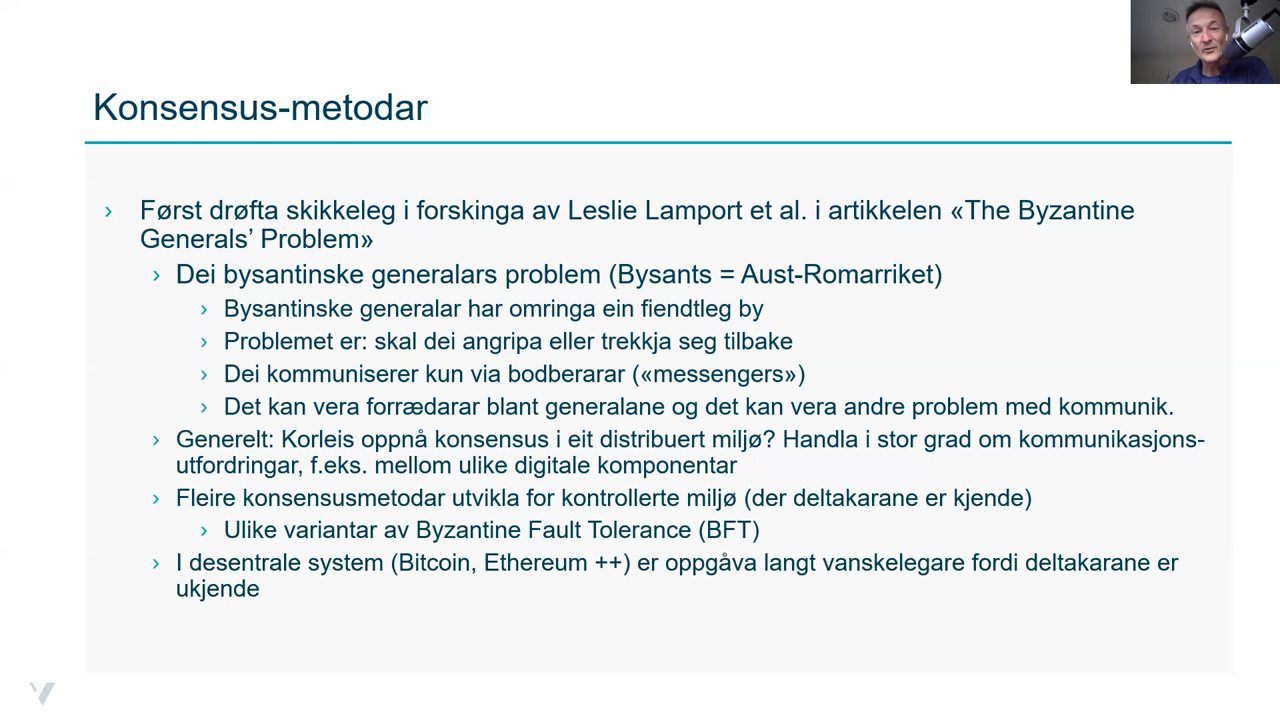 Konsensus-metodar
› Først drøfta skikkeleg i forskinga av Leslie Lamport et al. i artikkelen «The Byzantine
Generals’ Problem»
› Dei bysantinske generalars problem (Bysants = Aust-Romarriket)
› Bysantinske generalar har omringa ein fiendtleg by
› Problemet er: skal dei angripa eller trekkja seg tilbake
› Dei kommuniserer kun via bodberarar («messengers»)
› Det kan vera forrædarar blant generalane og det kan vera andre problem med kommunik.
› Generelt: Korleis oppnå konsensus i eit distribuert miljø? Handla i stor grad om kommunikasjons-
utfordringar, f.eks. mellom ulike digitale komponentar
› Fleire konsensusmetodar utvikla for kontrollerte miljø (der deltakarane er kjende)
› Ulike variantar av Byzantine Fault Tolerance (BFT)
› I desentrale system (Bitcoin, Ethereum ++) er oppgåva langt vanskelegare fordi deltakarane er
ukjende